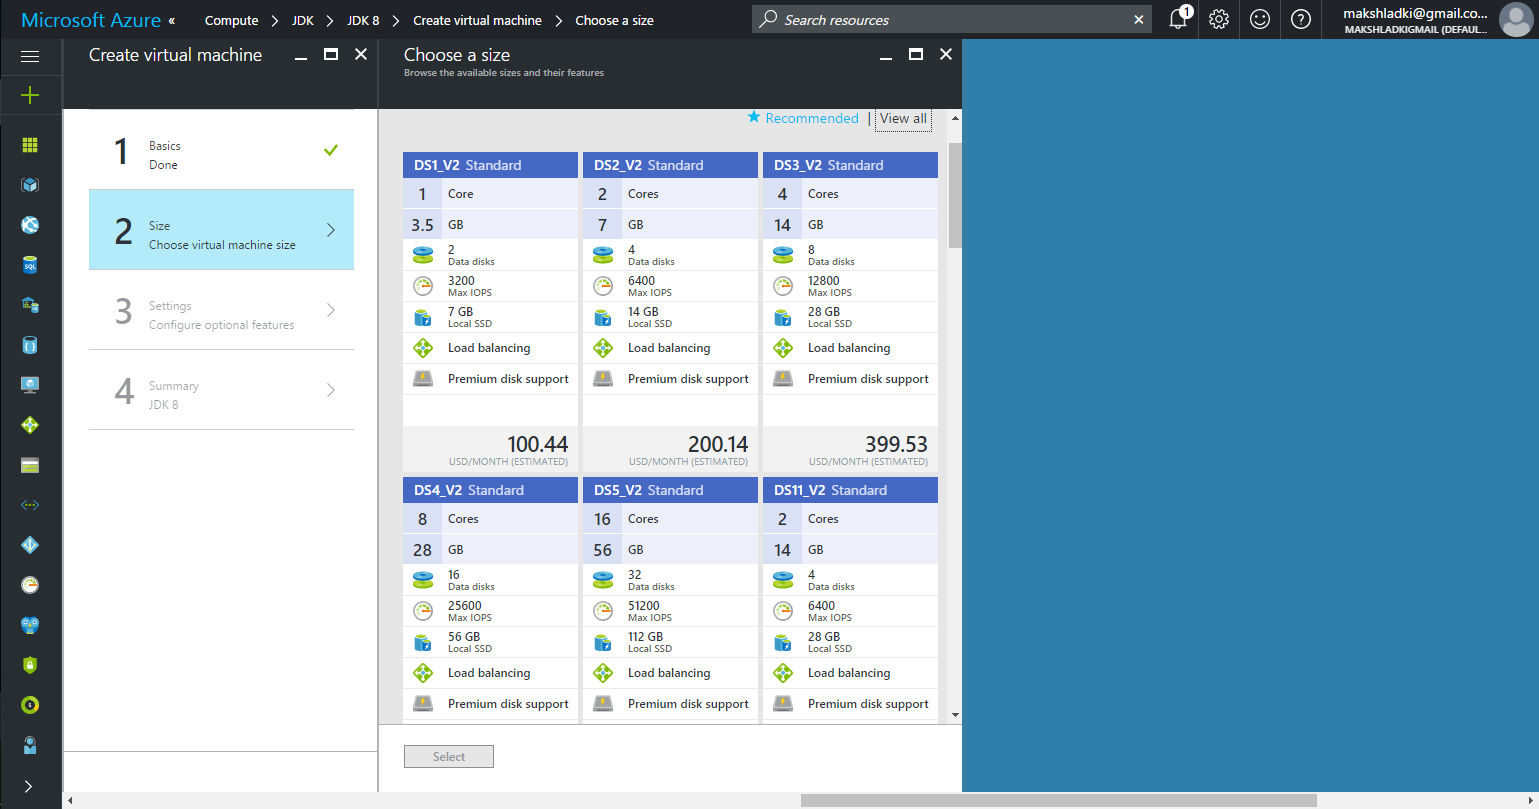 Microsoft Azure «
Compute > JDK > JDK 8 > Create virtual machine > Choose a size
Search resources
1
makshladki@gmail.co...
MAKSHLADKIGMAIL (DEFAUL...
Create virtual machine
1
Basics
Done
2
Size
Choose virtual machine size
3
Settings
Configure optional features
4
Summary
JDK 8
Choose a size
Browse the available sizes and their features
Recommended | View all
DS1_V2 Standard
1 Core
3.5 GB
2
Data disks
3200
Max IOPS
7 GB
Local SSD
Load balancing
Premium disk support
100.44
USD/MONTH (ESTIMATED)
DS2_V2 Standard
2 Cores
7 GB
4
Data disks
6400
Max IOPS
14 GB
Local SSD
Load balancing
Premium disk support
200.14
USD/MONTH (ESTIMATED)
DS3_V2 Standard
4 Cores
14 GB
8
Data disks
12800
Max IOPS
28 GB
Local SSD
Load balancing
Premium disk support
399.53
USD/MONTH (ESTIMATED)
DS4_V2 Standard
8 Cores
28 GB
16
Data disks
25600
Max IOPS
56 GB
Local SSD
Load balancing
Premium disk support
DS5_V2 Standard
16 Cores
56 GB
32
Data disks
51200
Max IOPS
112 GB
Local SSD
Load balancing
Premium disk support
DS11_V2 Standard
2 Cores
14 GB
4
Data disks
6400
Max IOPS
28 GB
Local SSD
Load balancing
Premium disk support
Select
SQL